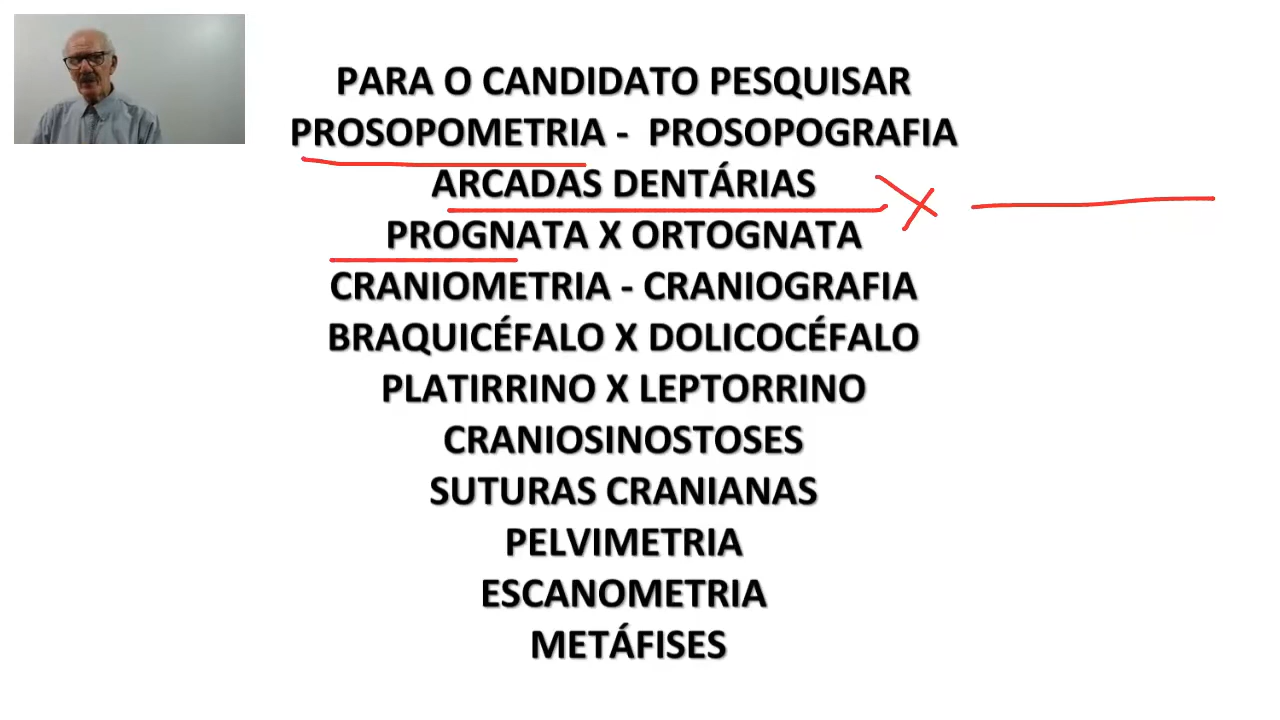 PARA O CANDIDATO PESQUISAR
PROSOPOMETRIA - PROSOPOGRAFIA
ARCADAS DENTÁRIAS
PROGNATA X ORTOGNATA
CRANIOMETRIA - CRANIOGRAFIA
BRAQUICÉFALO X DOLICOCÉFALO
PLATIRRINO X LEPTORRINO
CRANIOSINOSTOSES
SUTURAS CRANIANAS
PELVIMETRIA
ESCANOMETRIA
METÁFISES